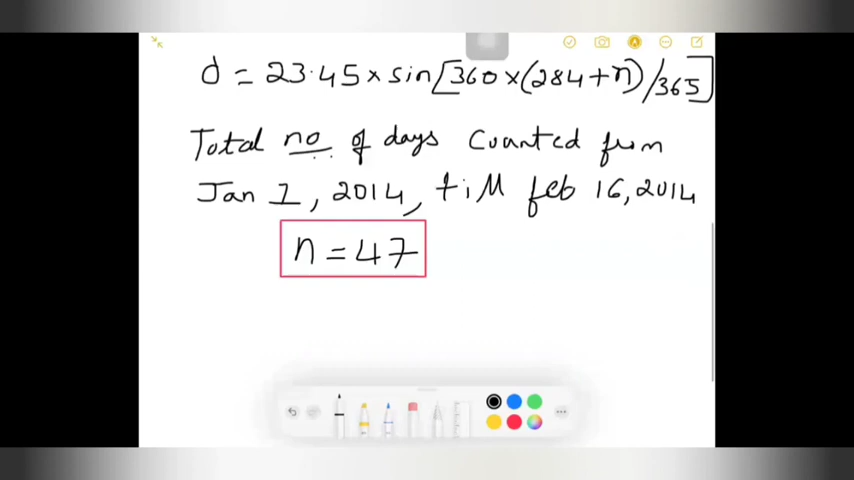 d = 23.45 × sin[360 × (284 + n)/365]
Total no of days Counted from
Jan 1, 2014, till feb 16, 2014
n = 47